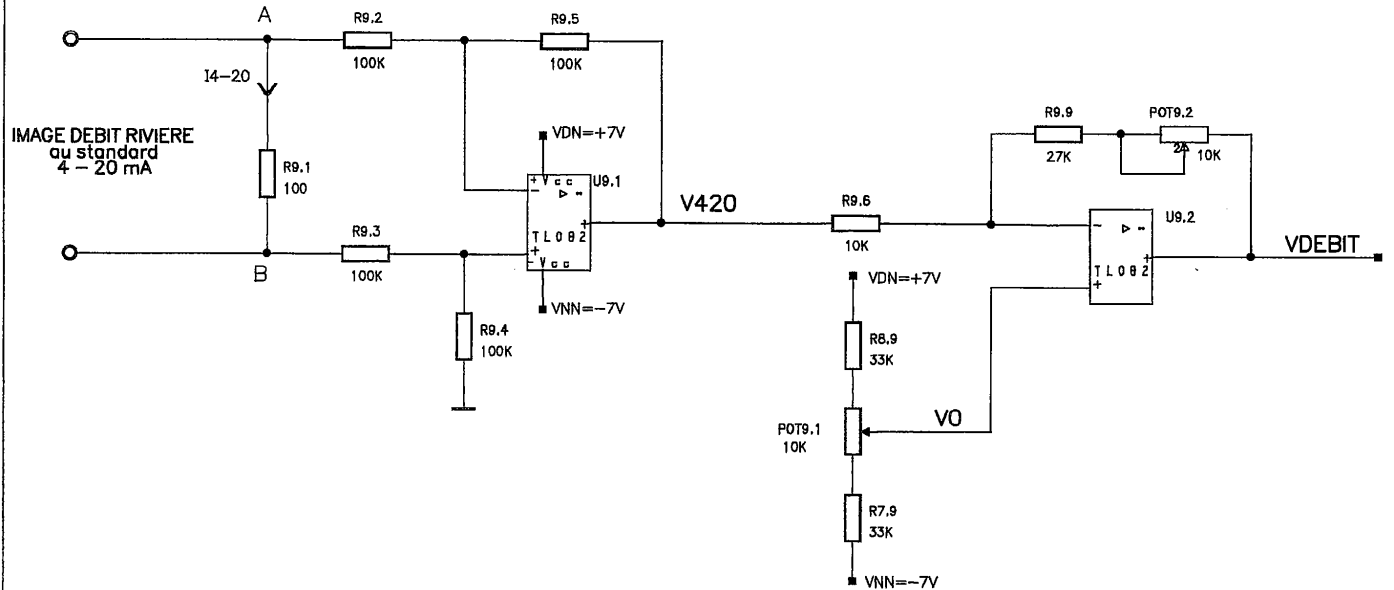 A
R9.2
100K
R9.5
100K
I4-20
IMAGE DEBIT RIVIERE
au standard
4 - 20 mA
R9.1
100
VDN=+7V
+Vcc
U9.1
-
▷ ∞
TL082
+
+
-Vcc
VNN=-7V
B
R9.3
100K
R9.4
100K
V420
R9.6
10K
R9.9
27K
POT9.2
2
10K
U9.2
-
▷ ∞
TL082
+
+
VDEBIT
VDN=+7V
R8.9
33K
POT9.1
10K
V0
R7.9
33K
VNN=-7V